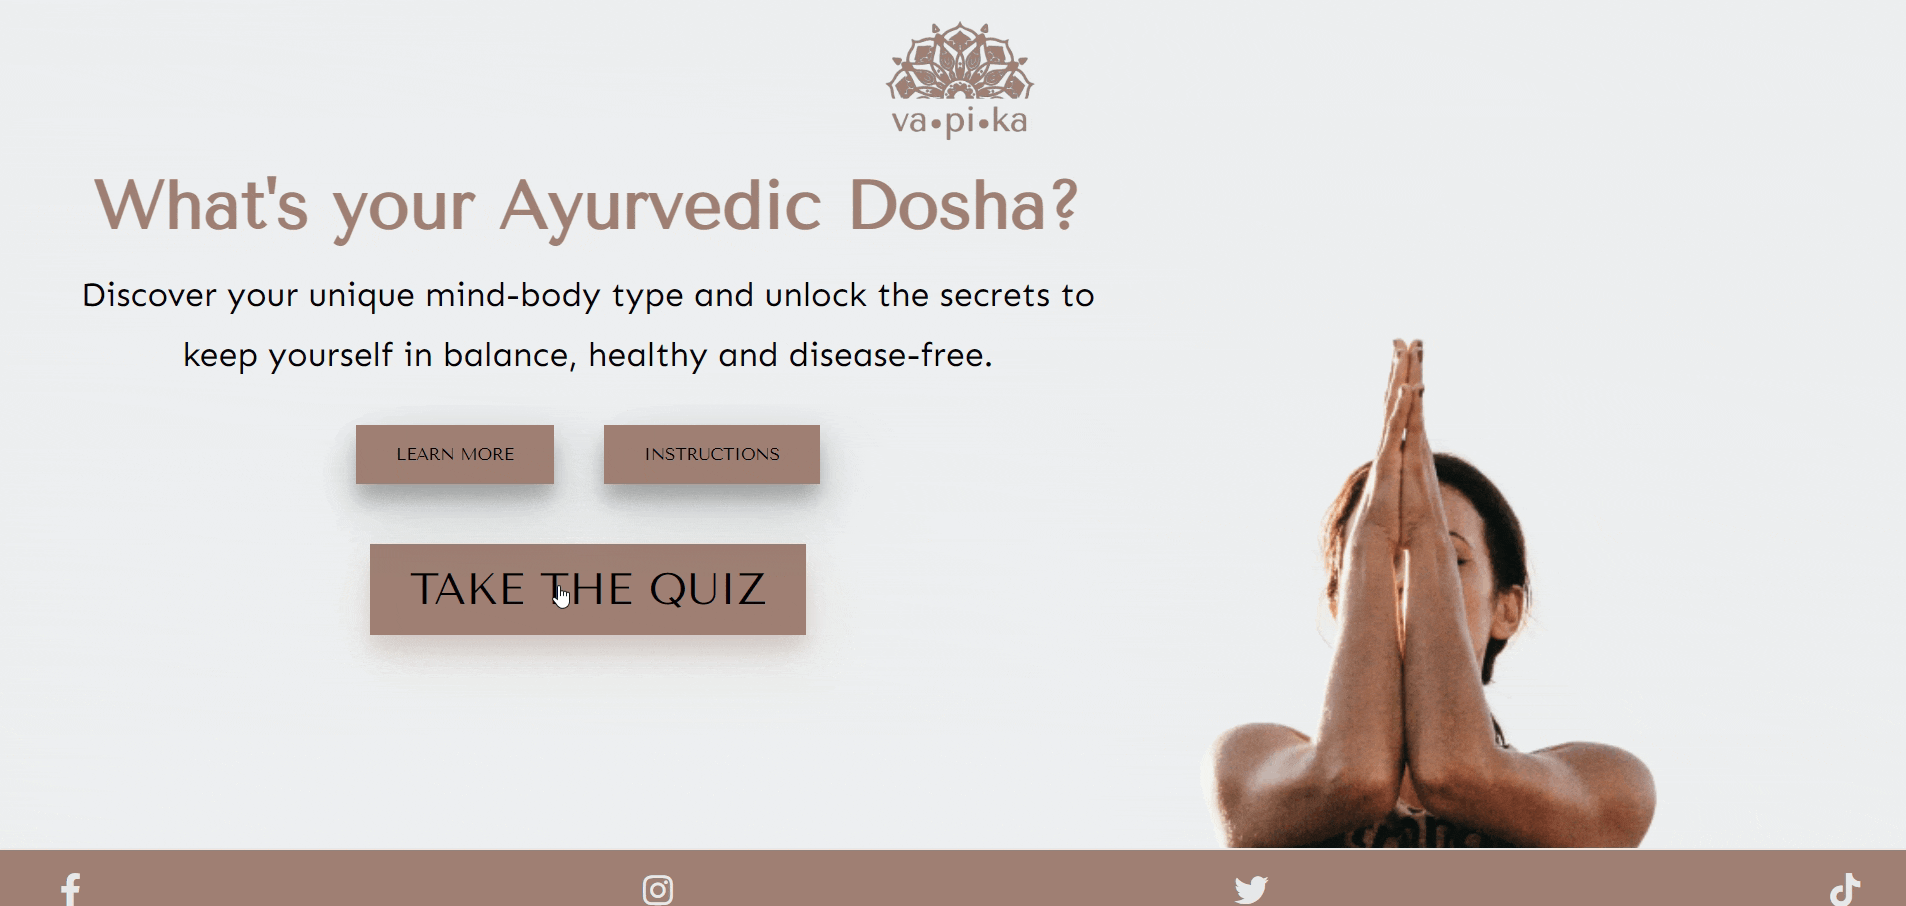 va•pi•ka
What's your Ayurvedic Dosha?
Discover your unique mind-body type and unlock the secrets to
keep yourself in balance, healthy and disease-free.
LEARN MORE
INSTRUCTIONS
TAKE THE QUIZ